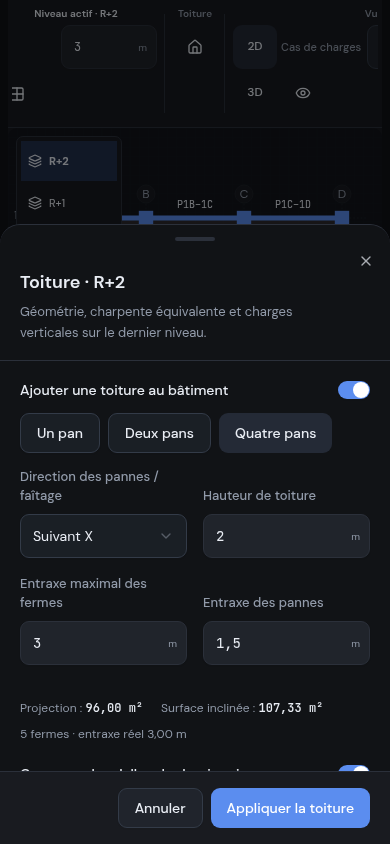 Niveau actif · R+2
Toiture
Vu
3 m
2D
Cas de charges
3D
R+2
R+1
B
C
D
P1B-1C
P1C-1D
Toiture · R+2
Géométrie, charpente équivalente et charges
verticales sur le dernier niveau.
Ajouter une toiture au bâtiment
Un pan
Deux pans
Quatre pans
Direction des pannes /
faîtage
Hauteur de toiture
Suivant X
2 m
Entraxe maximal des
fermes
Entraxe des pannes
3 m
1,5 m
Projection : 96,00 m² Surface inclinée : 107,33 m²
5 fermes · entraxe réel 3,00 m
Annuler
Appliquer la toiture